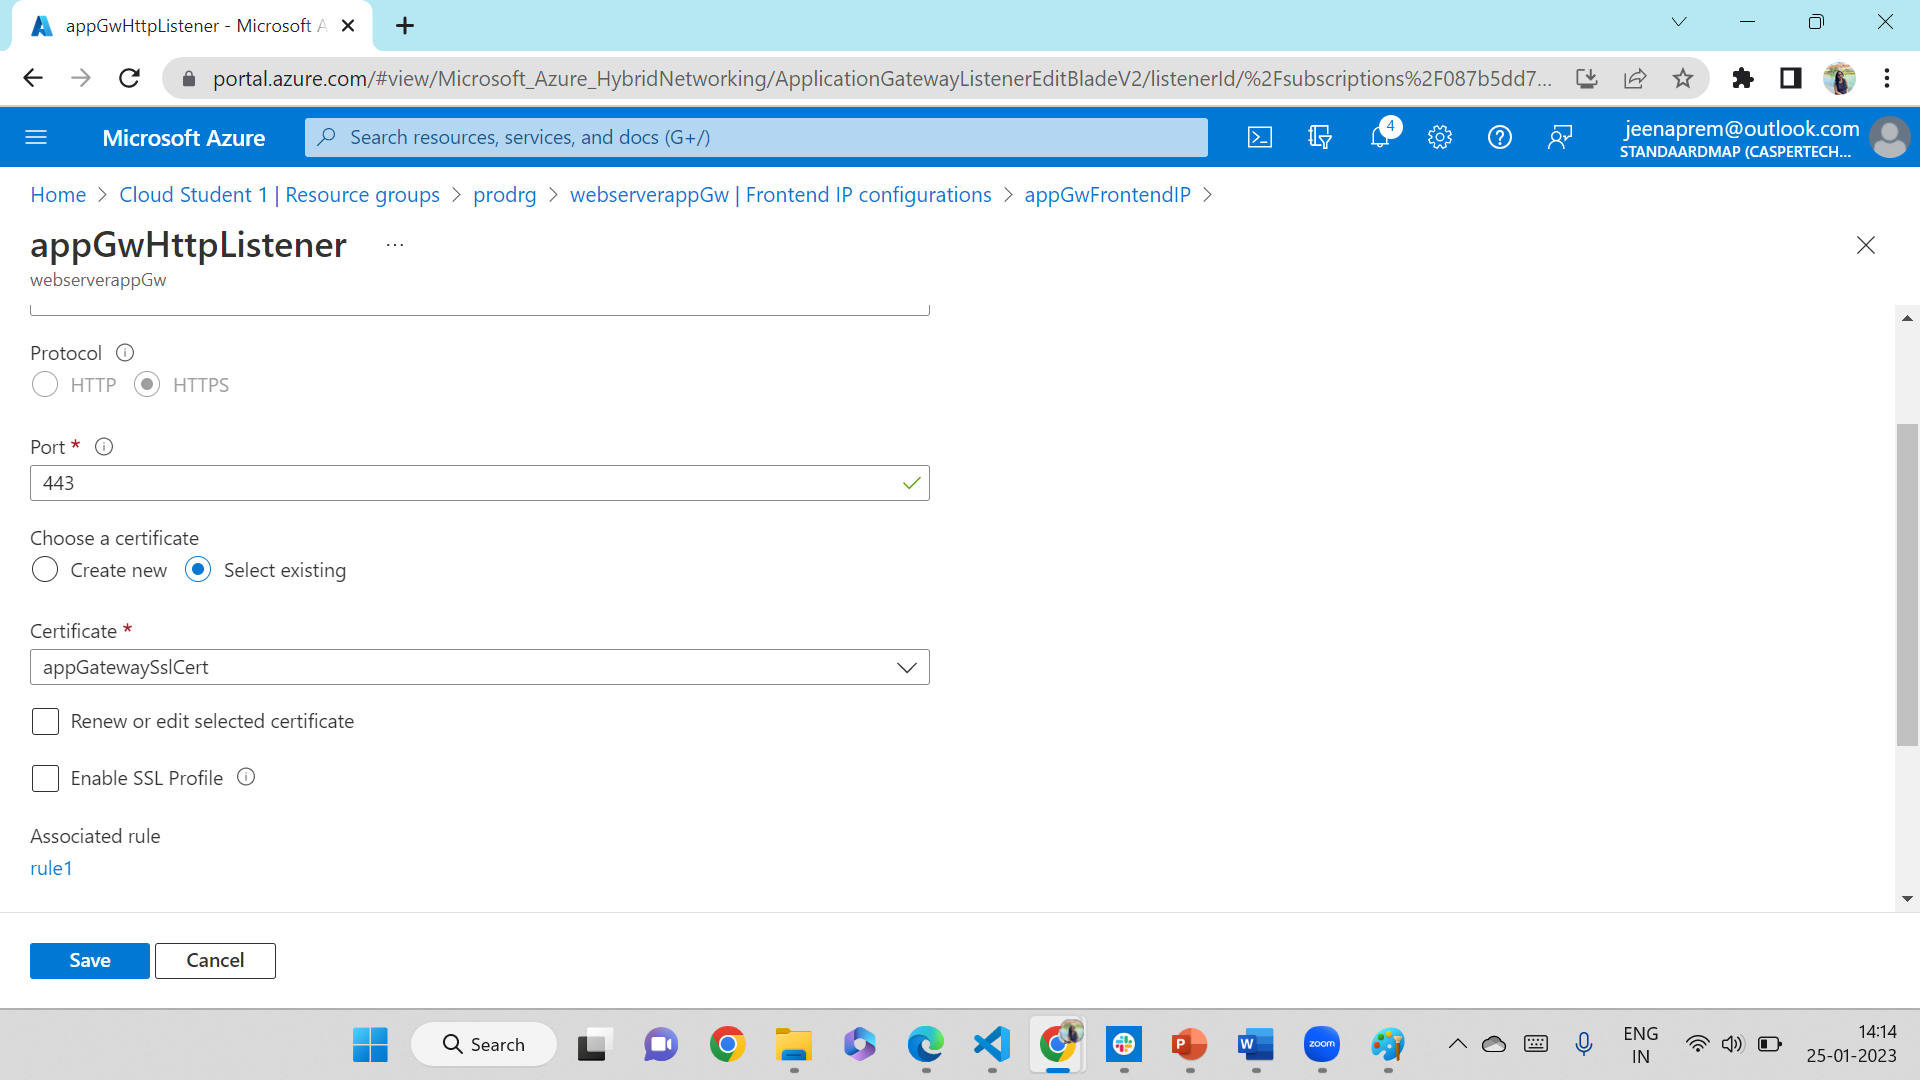 appGwHttpListener - Microsoft A
portal.azure.com/#view/Microsoft_Azure_HybridNetworking/ApplicationGatewayListenerEditBladeV2/listenerId/%2Fsubscriptions%2F087b5dd7...
Microsoft Azure
Search resources, services, and docs (G+/)
4
jeenaprem@outlook.com
STANDAARDMAP (CASPERTECH...
Home > Cloud Student 1 | Resource groups > prodrg > webserverappGw | Frontend IP configurations > appGwFrontendIP >
appGwHttpListener ...
webserverappGw
Protocol
HTTP HTTPS
Port *
443
Choose a certificate
Create new Select existing
Certificate *
appGatewaySslCert
Renew or edit selected certificate
Enable SSL Profile
Associated rule
rule1
Save Cancel
Search
zoom
ENG
IN
14:14
25-01-2023